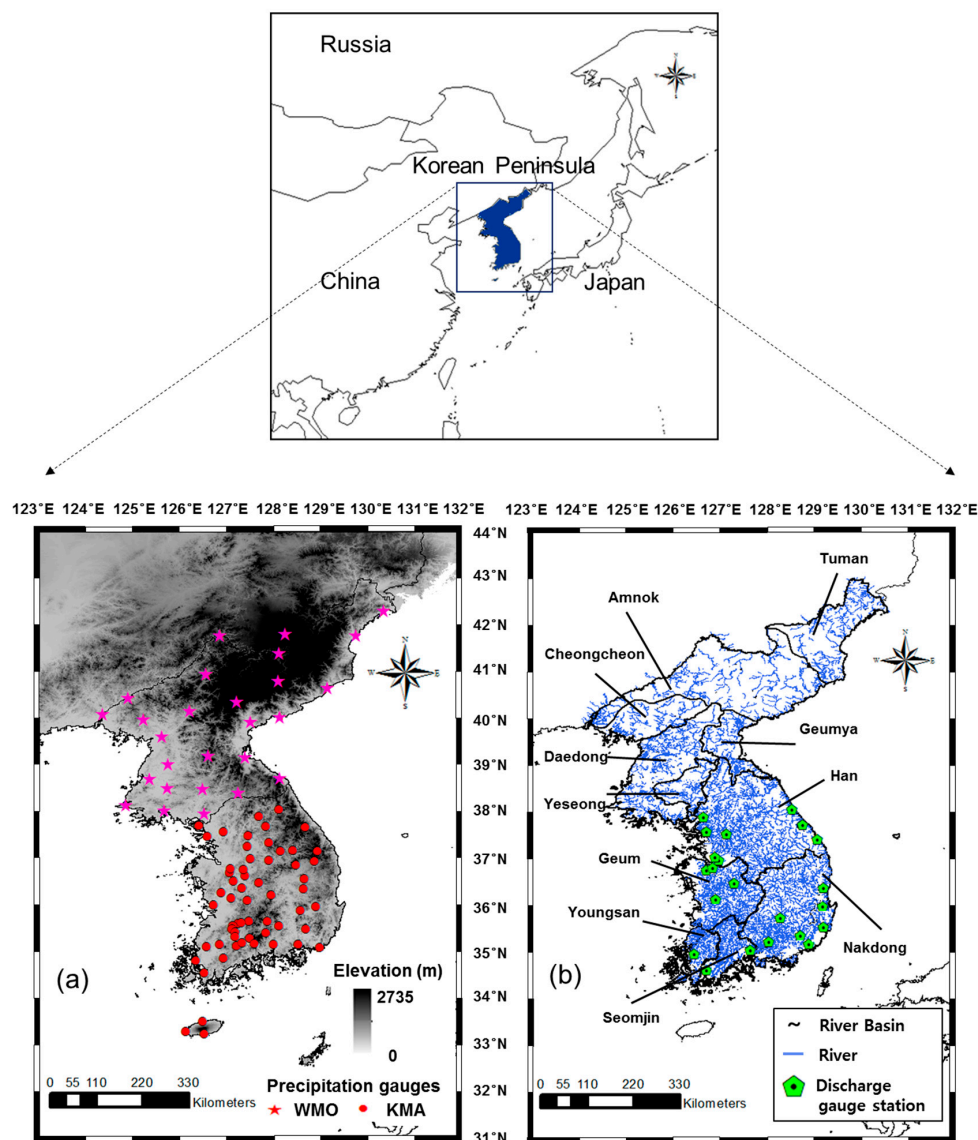 Russia
Korean Peninsula
China
Japan
123°E 124°E 125°E 126°E 127°E 128°E 129°E 130°E 131°E 132°E
123°E 124°E 125°E 126°E 127°E 128°E 129°E 130°E 131°E 132°E
44°N
43°N
42°N
41°N
40°N
39°N
38°N
37°N
36°N
35°N
34°N
33°N
32°N
31°N
N
W E
S
(a)
Elevation (m)
2735
0
0 55 110 220 330
Kilometers
Precipitation gauges
WMO KMA
Tuman
Amnok
Cheongcheon
Geumya
Daedong
Han
Yeseong
Geum
Youngsan
Nakdong
Seomjin
N
W E
S
(b)
River Basin
River
Discharge
gauge station
0 55 110 220 330
Kilometers